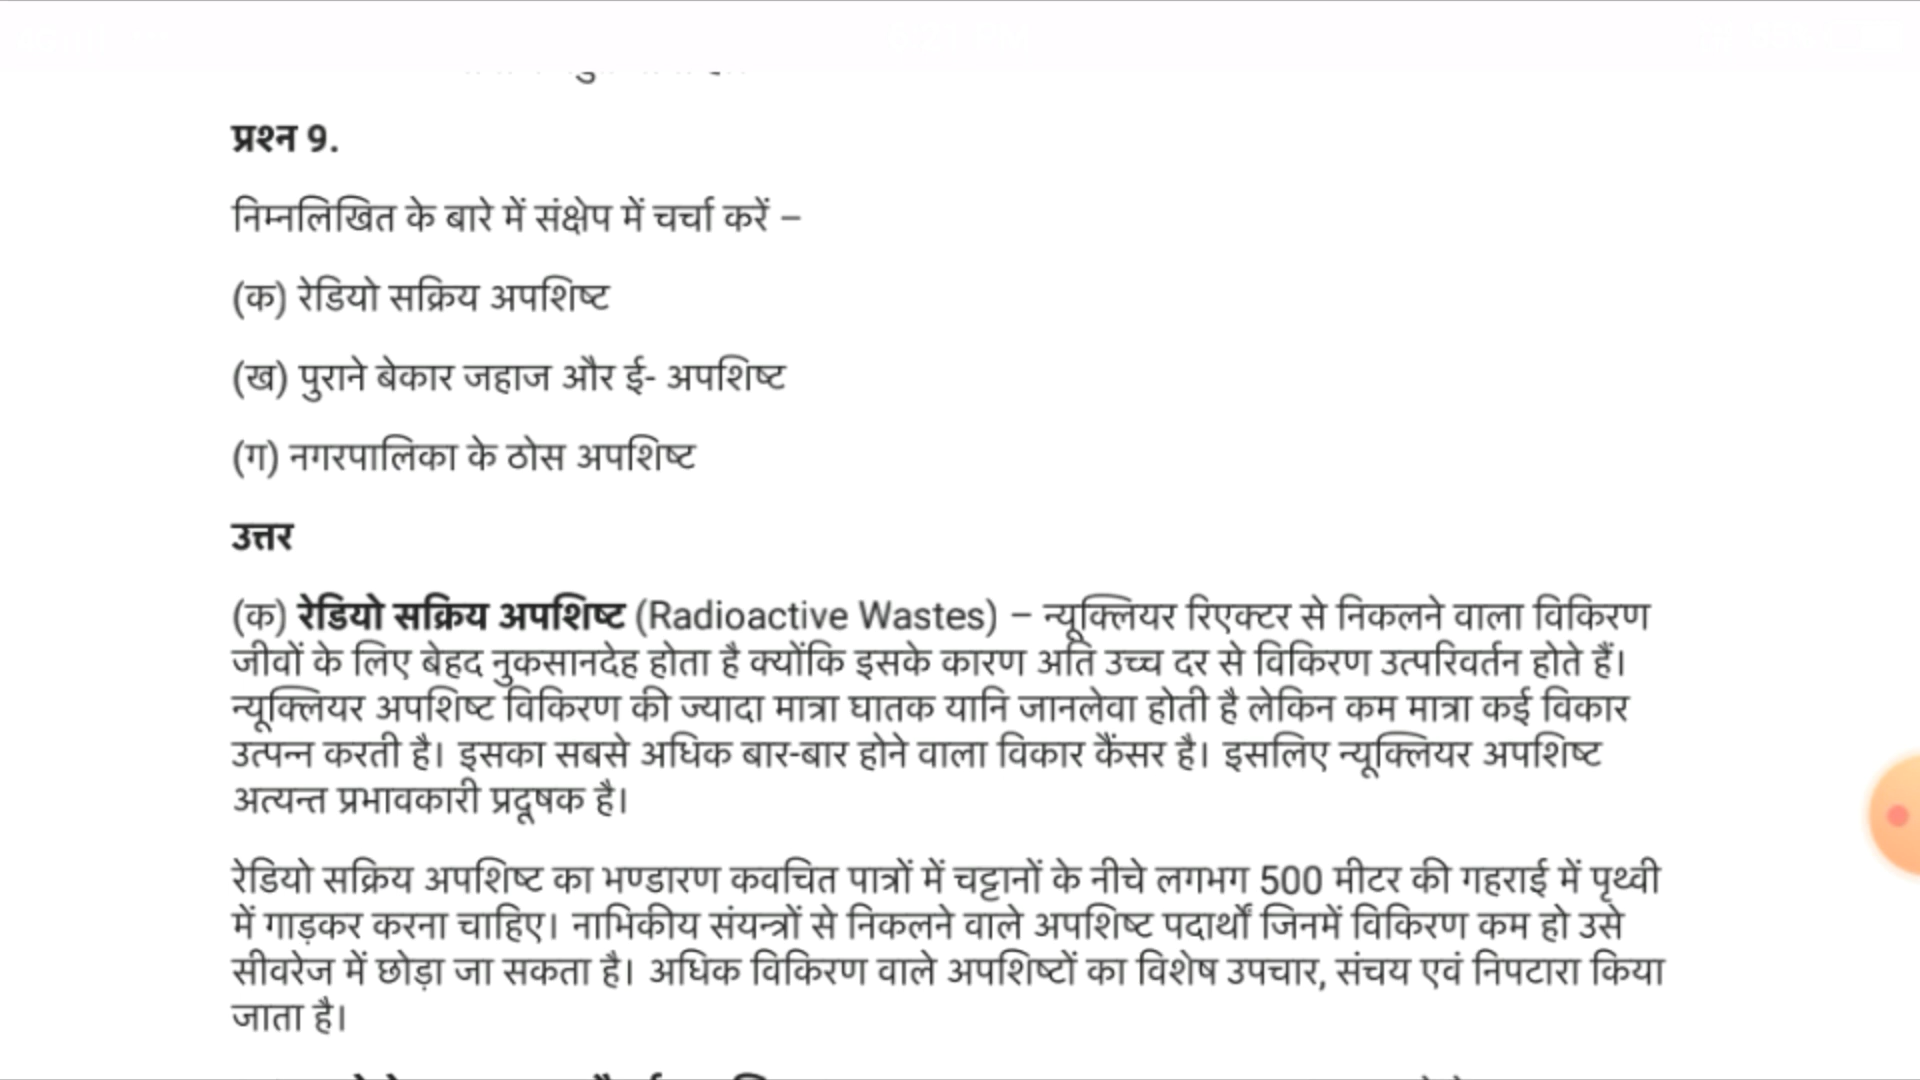 प्रश्न 9.
निम्नलिखित के बारे में संक्षेप में चर्चा करें –
(क) रेडियो सक्रिय अपशिष्ट
(ख) पुराने बेकार जहाज और ई- अपशिष्ट
(ग) नगरपालिका के ठोस अपशिष्ट
उत्तर
(क) रेडियो सक्रिय अपशिष्ट (Radioactive Wastes) – न्यूक्लियर रिएक्टर से निकलने वाला विकिरण
जीवों के लिए बेहद नुकसानदेह होता है क्योंकि इसके कारण अति उच्च दर से विकिरण उत्परिवर्तन होते हैं।
न्यूक्लियर अपशिष्ट विकिरण की ज्यादा मात्रा घातक यानि जानलेवा होती है लेकिन कम मात्रा कई विकार
उत्पन्न करती है। इसका सबसे अधिक बार-बार होने वाला विकार कैंसर है। इसलिए न्यूक्लियर अपशिष्ट
अत्यन्त प्रभावकारी प्रदूषक है।
रेडियो सक्रिय अपशिष्ट का भण्डारण कवचित पात्रों में चट्टानों के नीचे लगभग 500 मीटर की गहराई में पृथ्वी
में गाड़कर करना चाहिए। नाभिकीय संयन्त्रों से निकलने वाले अपशिष्ट पदार्थों जिनमें विकिरण कम हो उसे
सीवरेज में छोड़ा जा सकता है। अधिक विकिरण वाले अपशिष्टों का विशेष उपचार, संचय एवं निपटारा किया
जाता है।